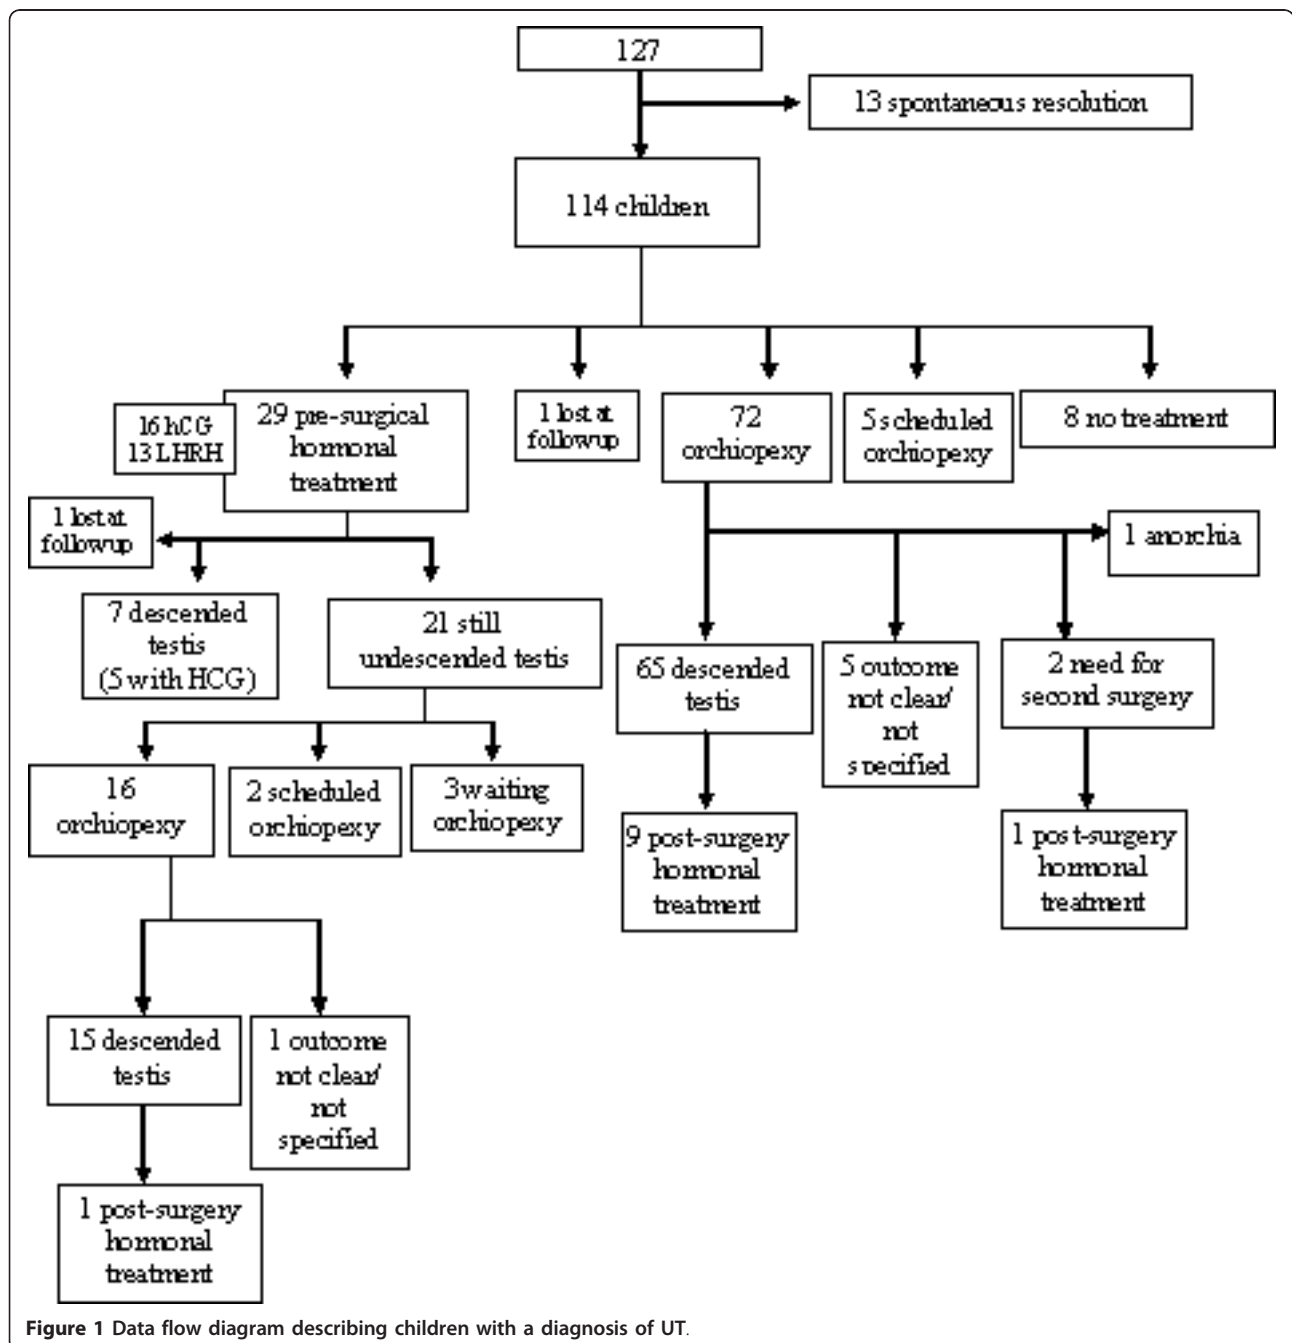 127
13 spontaneous resolution
114 children
29 pre-surgical
hormonal
treatment
16 hCG
13 LHRH
1 lost at
followup
72
orchiopexy
5 scheduled
orchiopexy
8 no treatment
1 lost at
followup
1 anorchia
7 descended
testis
(5 with HCG)
21 still
undescended testis
65 descended
testis
5 outcome
not clear/
not
specified
2 need for
second surgery
16
orchiopexy
2 scheduled
orchiopexy
3 waiting
orchiopexy
9 post-surgery
hormonal
treatment
1 post-surgery
hormonal
treatment
15 descended
testis
1 outcome
not clear/
not
specified
1 post-surgery
hormonal
treatment
Figure 1 Data flow diagram describing children with a diagnosis of UT.